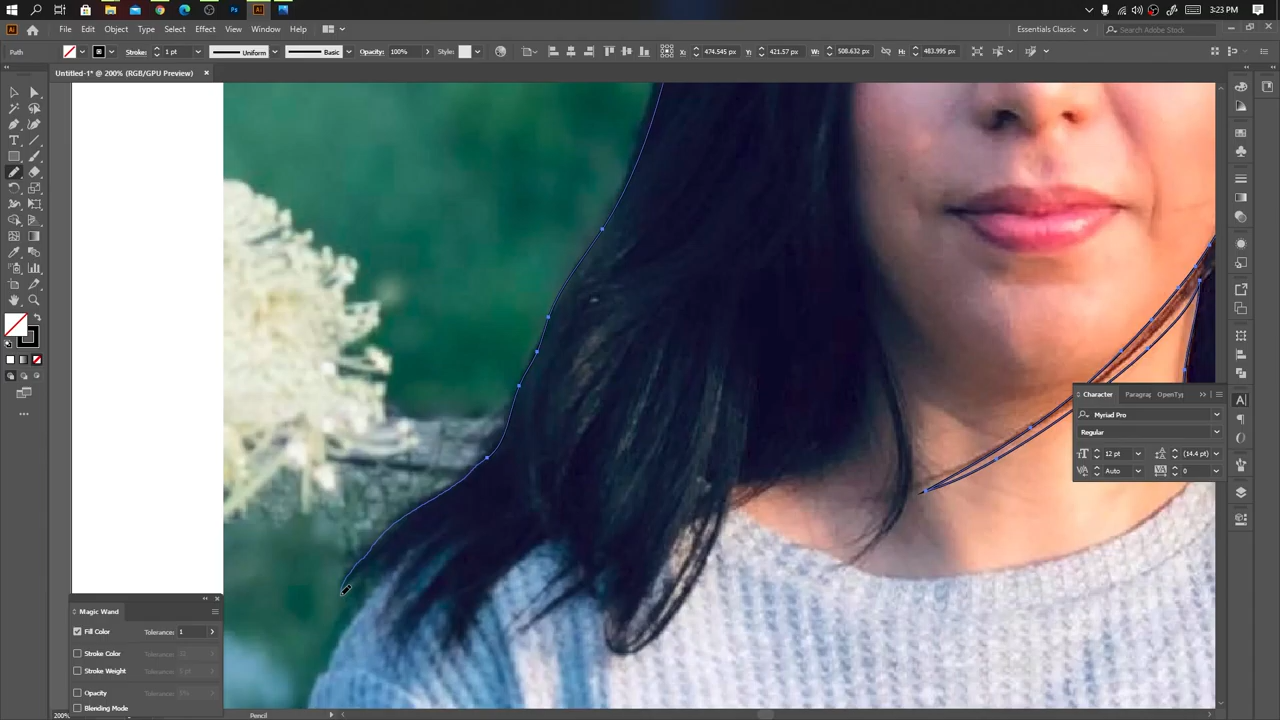 3:23 PM
File Edit Object Type Select Effect View Window Help
Essentials Classic
Search Adobe Stock
Path
Stroke:
1 pt
Uniform
Basic
Opacity:
100%
Style:
X:
474.545 px
Y:
421.57 px
W:
508.632 px
H:
483.995 px
Untitled-1* @ 200% (RGB/GPU Preview)
Character
Paragrap
OpenTyp
Myriad Pro
Regular
12 pt
(14.4 pt)
Auto
0
Magic Wand
Fill Color
Tolerance:
1
Stroke Color
Tolerance:
Stroke Weight
Tolerance:
Opacity
Tolerance:
Blending Mode
200%
Pencil